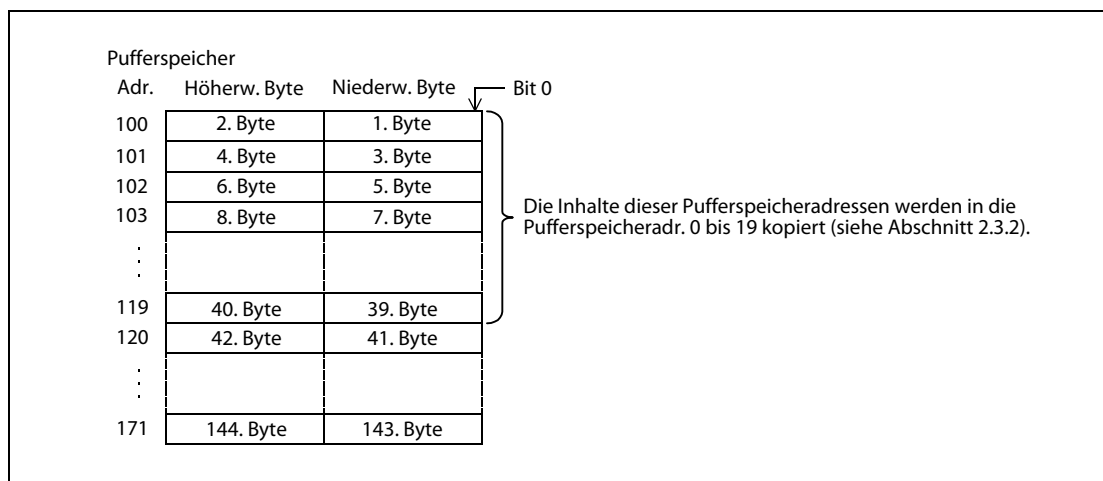 Pufferspeicher
Adr. Höherw. Byte Niederw. Byte Bit 0
100 2. Byte 1. Byte
101 4. Byte 3. Byte
102 6. Byte 5. Byte
103 8. Byte 7. Byte
Die Inhalte dieser Pufferspeicheradressen werden in die
Pufferspeicheradr. 0 bis 19 kopiert (siehe Abschnitt 2.3.2).
119 40. Byte 39. Byte
120 42. Byte 41. Byte
171 144. Byte 143. Byte